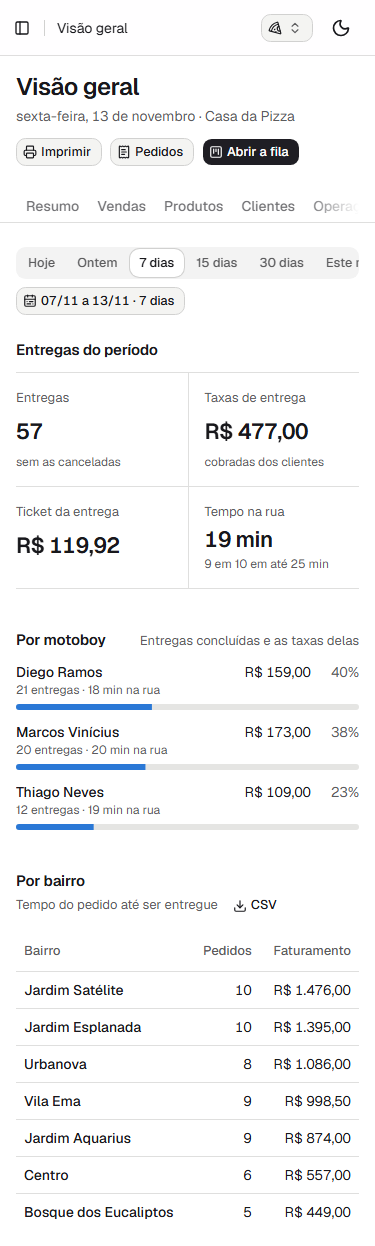 Visão geral
Visão geral
sexta-feira, 13 de novembro · Casa da Pizza
Imprimir
Pedidos
Abrir a fila
Resumo Vendas Produtos Clientes
Hoje Ontem 7 dias 15 dias 30 dias Este
07/11 a 13/11 · 7 dias
Entregas do período
Entregas
57
sem as canceladas
Taxas de entrega
R$ 477,00
cobradas dos clientes
Ticket da entrega
R$ 119,92
Tempo na rua
19 min
9 em 10 em até 25 min
Por motoboy
Entregas concluídas e as taxas delas
Diego Ramos R$ 159,00 40%
21 entregas · 18 min na rua
Marcos Vinícius R$ 173,00 38%
20 entregas · 20 min na rua
Thiago Neves R$ 109,00 23%
12 entregas · 19 min na rua
Por bairro
Tempo do pedido até ser entregue
CSV
Bairro Pedidos Faturamento
Jardim Satélite 10 R$ 1.476,00
Jardim Esplanada 10 R$ 1.395,00
Urbanova 8 R$ 1.086,00
Vila Ema 9 R$ 998,50
Jardim Aquarius 9 R$ 874,00
Centro 6 R$ 557,00
Bosque dos Eucaliptos 5 R$ 449,00